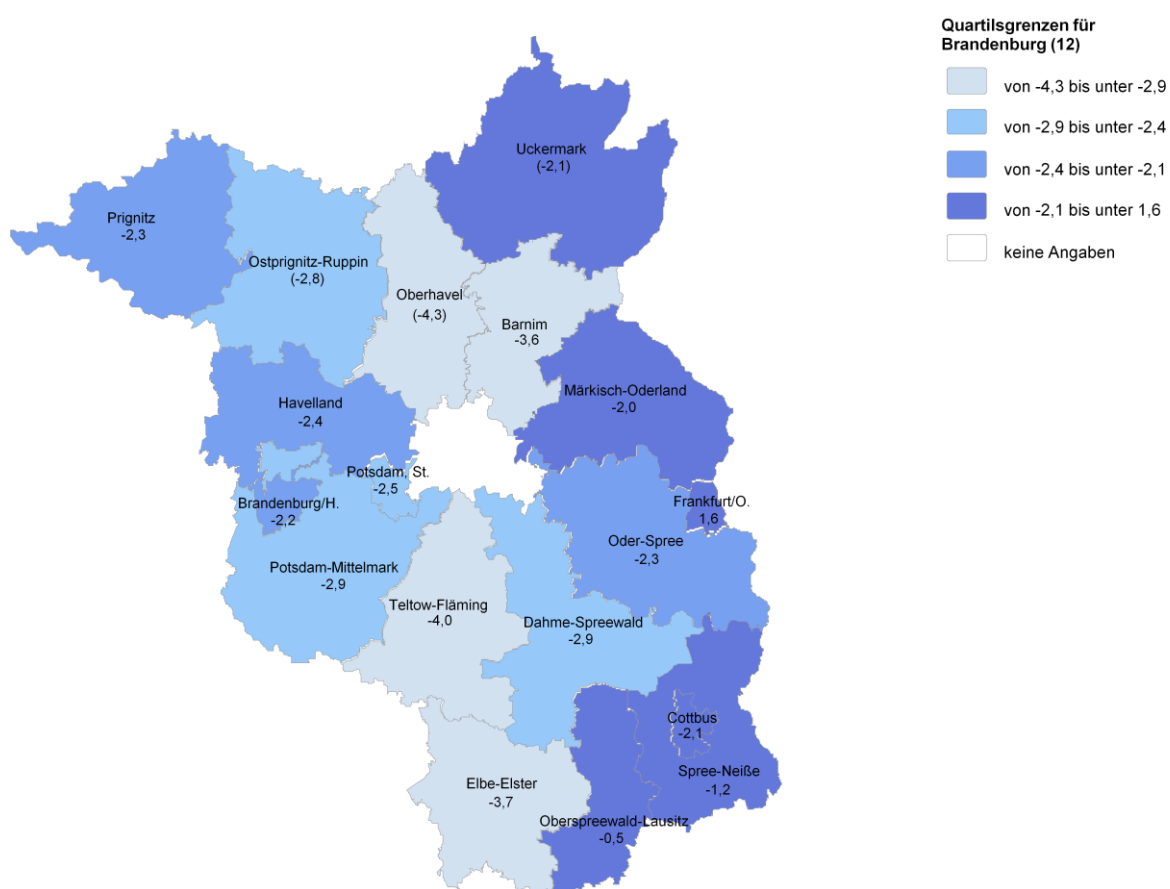 Quartilsgrenzen für
Brandenburg (12)
von -4,3 bis unter -2,9
von -2,9 bis unter -2,4
von -2,4 bis unter -2,1
von -2,1 bis unter 1,6
keine Angaben
Uckermark
(-2,1)
Prignitz
-2,3
Ostprignitz-Ruppin
(-2,8)
Oberhavel
(-4,3)
Barnim
-3,6
Märkisch-Oderland
-2,0
Havelland
-2,4
Potsdam, St.
-2,5
Brandenburg/H.
-2,2
Frankfurt/O.
1,6
Oder-Spree
-2,3
Potsdam-Mittelmark
-2,9
Teltow-Fläming
-4,0
Dahme-Spreewald
-2,9
Cottbus
-2,1
Spree-Neiße
-1,2
Elbe-Elster
-3,7
Oberspreewald-Lausitz
-0,5